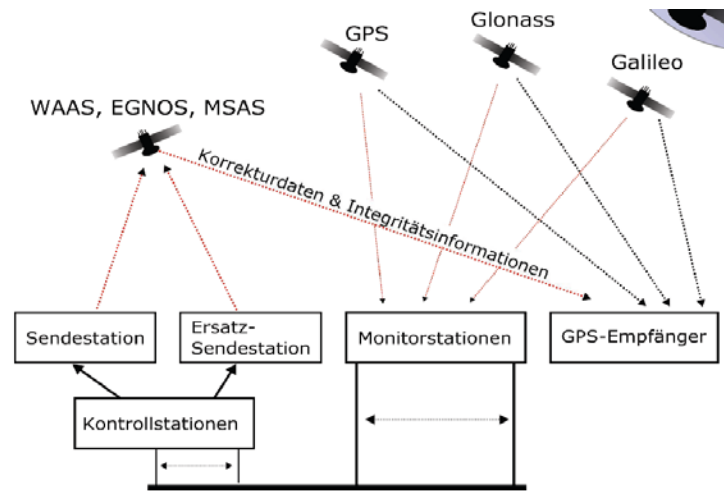 GPS
Glonass
Galileo
WAAS, EGNOS, MSAS
Korrekturdaten & Integritätsinformationen
Sendestation
Ersatz-
Sendestation
Monitorstationen
GPS-Empfänger
Kontrollstationen